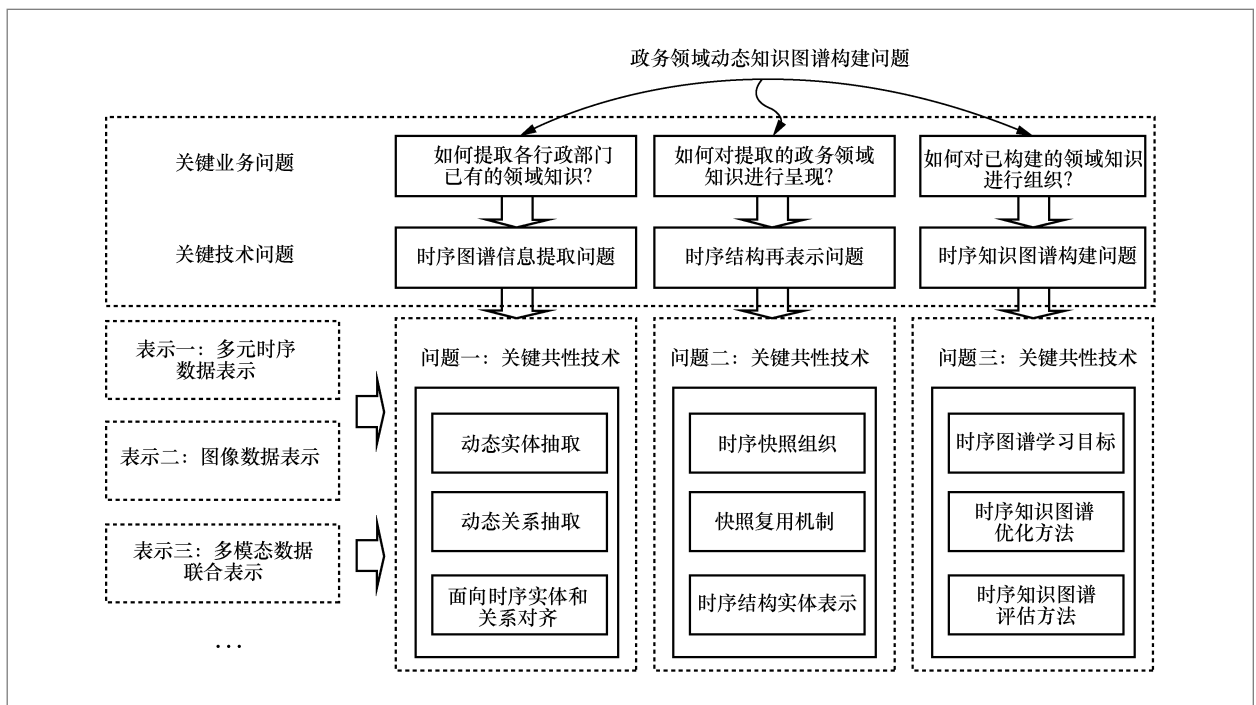 政务领域动态知识图谱构建问题
关键业务问题
如何提取各行政部门
已有的领域知识？
如何对提取的政务领域
知识进行呈现？
如何对已构建的领域知识
进行组织？
关键技术问题
时序图谱信息提取问题
时序结构再表示问题
时序知识图谱构建问题
表示一：多元时序
数据表示
表示二：图像数据表示
表示三：多模态数据
联合表示
...
问题一：关键共性技术
动态实体抽取
动态关系抽取
面向时序实体和
关系对齐
问题二：关键共性技术
时序快照组织
快照复用机制
时序结构实体表示
问题三：关键共性技术
时序图谱学习目标
时序知识图谱
优化方法
时序知识图谱
评估方法